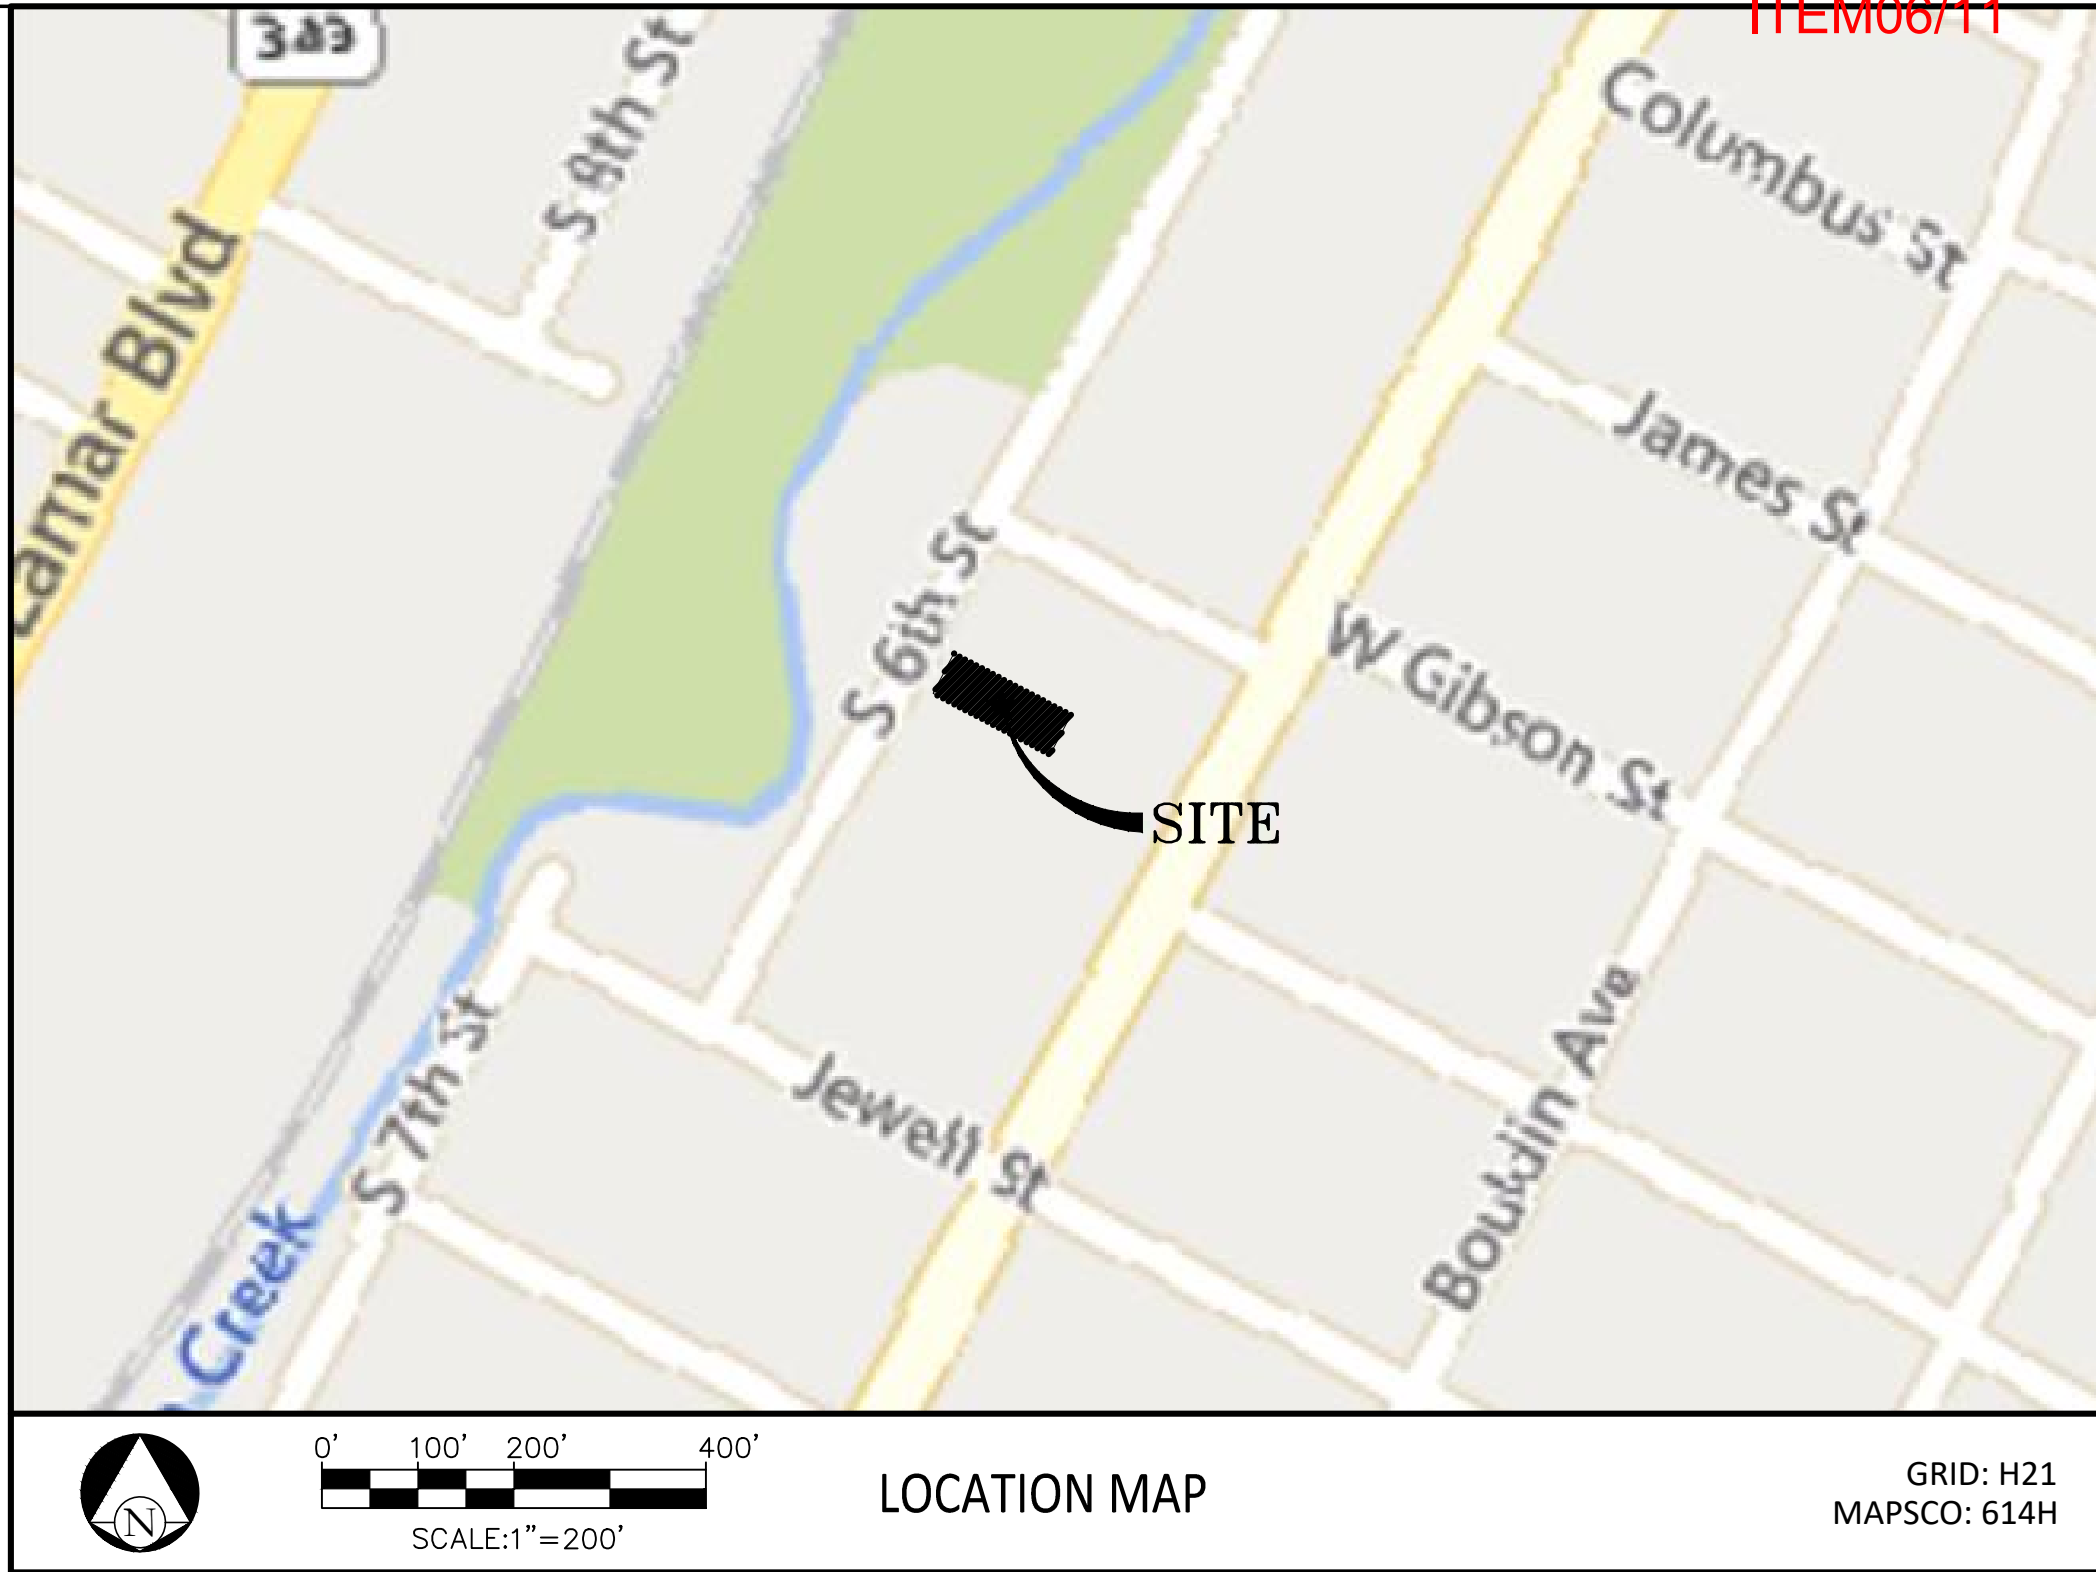 ITEM06/11
343
S 8th St
Columbus St
Lamar Blvd
James St
S 6th St
W Gibson St
SITE
Bouldin Ave
S 7th St
Jewell St
Creek
0' 100' 200' 400'
SCALE:1"=200'
N
LOCATION MAP
GRID: H21
MAPSCO: 614H